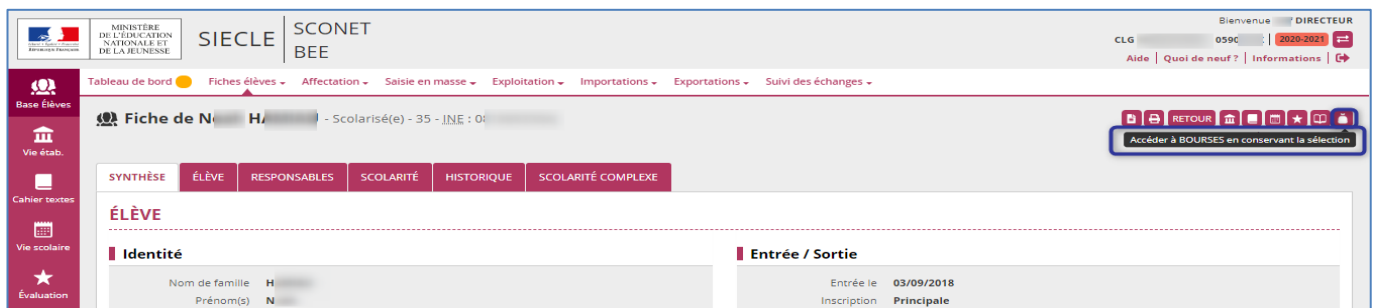 MINISTÈRE
DE L'ÉDUCATION
NATIONALE ET
DE LA JEUNESSE
SIECLE
SCONET
BEE
Bienvenue DIRECTEUR
CLG 0590 | 2020-2021
Aide | Quoi de neuf ? | Informations |
Tableau de bord Fiches élèves Affectation Saisie en masse Exploitation Importations Exportations Suivi des échanges
Base Élèves
Fiche de N H - Scolarisé(e) - 35 - INE : 0
RETOUR
Accéder à BOURSES en conservant la sélection
Vie étab.
SYNTHÈSE ÉLÈVE RESPONSABLES SCOLARITÉ HISTORIQUE SCOLARITÉ COMPLEXE
Cahier textes
ÉLÈVE
Vie scolaire
Identité
Entrée / Sortie
Nom de famille H
Entrée le 03/09/2018
Évaluation
Prénom(s) N
Inscription Principale